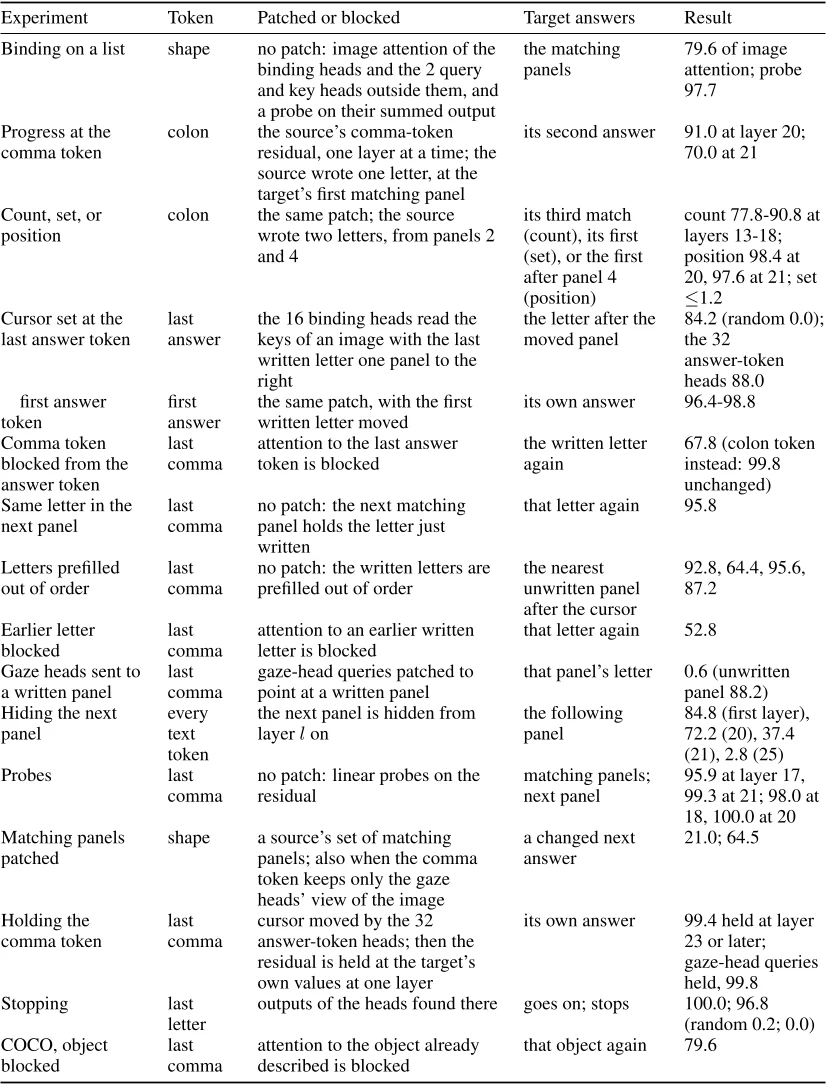 Experiment Token Patched or blocked Target answers Result
Binding on a list shape no patch: image attention of the the matching 79.6 of image
binding heads and the 2 query panels attention; probe
and key heads outside them, and 97.7
a probe on their summed output
Progress at the colon the source's comma-token its second answer 91.0 at layer 20;
comma token residual, one layer at a time; the 70.0 at 21
source wrote one letter, at the
target's first matching panel
Count, set, or colon the same patch; the source its third match count 77.8-90.8 at
position wrote two letters, from panels 2 (count), its first layers 13-18;
and 4 (set), or the first position 98.4 at
after panel 4 20, 97.6 at 21; set
(position) ≤1.2
Cursor set at the last the 16 binding heads read the the letter after the 84.2 (random 0.0);
last answer token answer keys of an image with the last moved panel the 32
written letter one panel to the answer-token
right heads 88.0
first answer first the same patch, with the first its own answer 96.4-98.8
token answer written letter moved
Comma token last attention to the last answer the written letter 67.8 (colon token
blocked from the comma token is blocked again instead: 99.8
answer token unchanged)
Same letter in the last no patch: the next matching that letter again 95.8
next panel comma panel holds the letter just
written
Letters prefilled last no patch: the written letters are the nearest 92.8, 64.4, 95.6,
out of order comma prefilled out of order unwritten panel 87.2
after the cursor
Earlier letter last attention to an earlier written that letter again 52.8
blocked comma letter is blocked
Gaze heads sent to last gaze-head queries patched to that panel's letter 0.6 (unwritten
a written panel comma point at a written panel panel 88.2)
Hiding the next every the next panel is hidden from the following 84.8 (first layer),
panel text layer l on panel 72.2 (20), 37.4
token (21), 2.8 (25)
Probes last no patch: linear probes on the matching panels; 95.9 at layer 17,
comma residual next panel 99.3 at 21; 98.0 at
18, 100.0 at 20
Matching panels shape a source's set of matching a changed next 21.0; 64.5
patched panels; also when the comma answer
token keeps only the gaze
heads' view of the image
Holding the last cursor moved by the 32 its own answer 99.4 held at layer
comma token comma answer-token heads; then the 23 or later;
residual is held at the target's gaze-head queries
own values at one layer held, 99.8
Stopping last outputs of the heads found there goes on; stops 100.0; 96.8
letter (random 0.2; 0.0)
COCO, object last attention to the object already that object again 79.6
blocked comma described is blocked